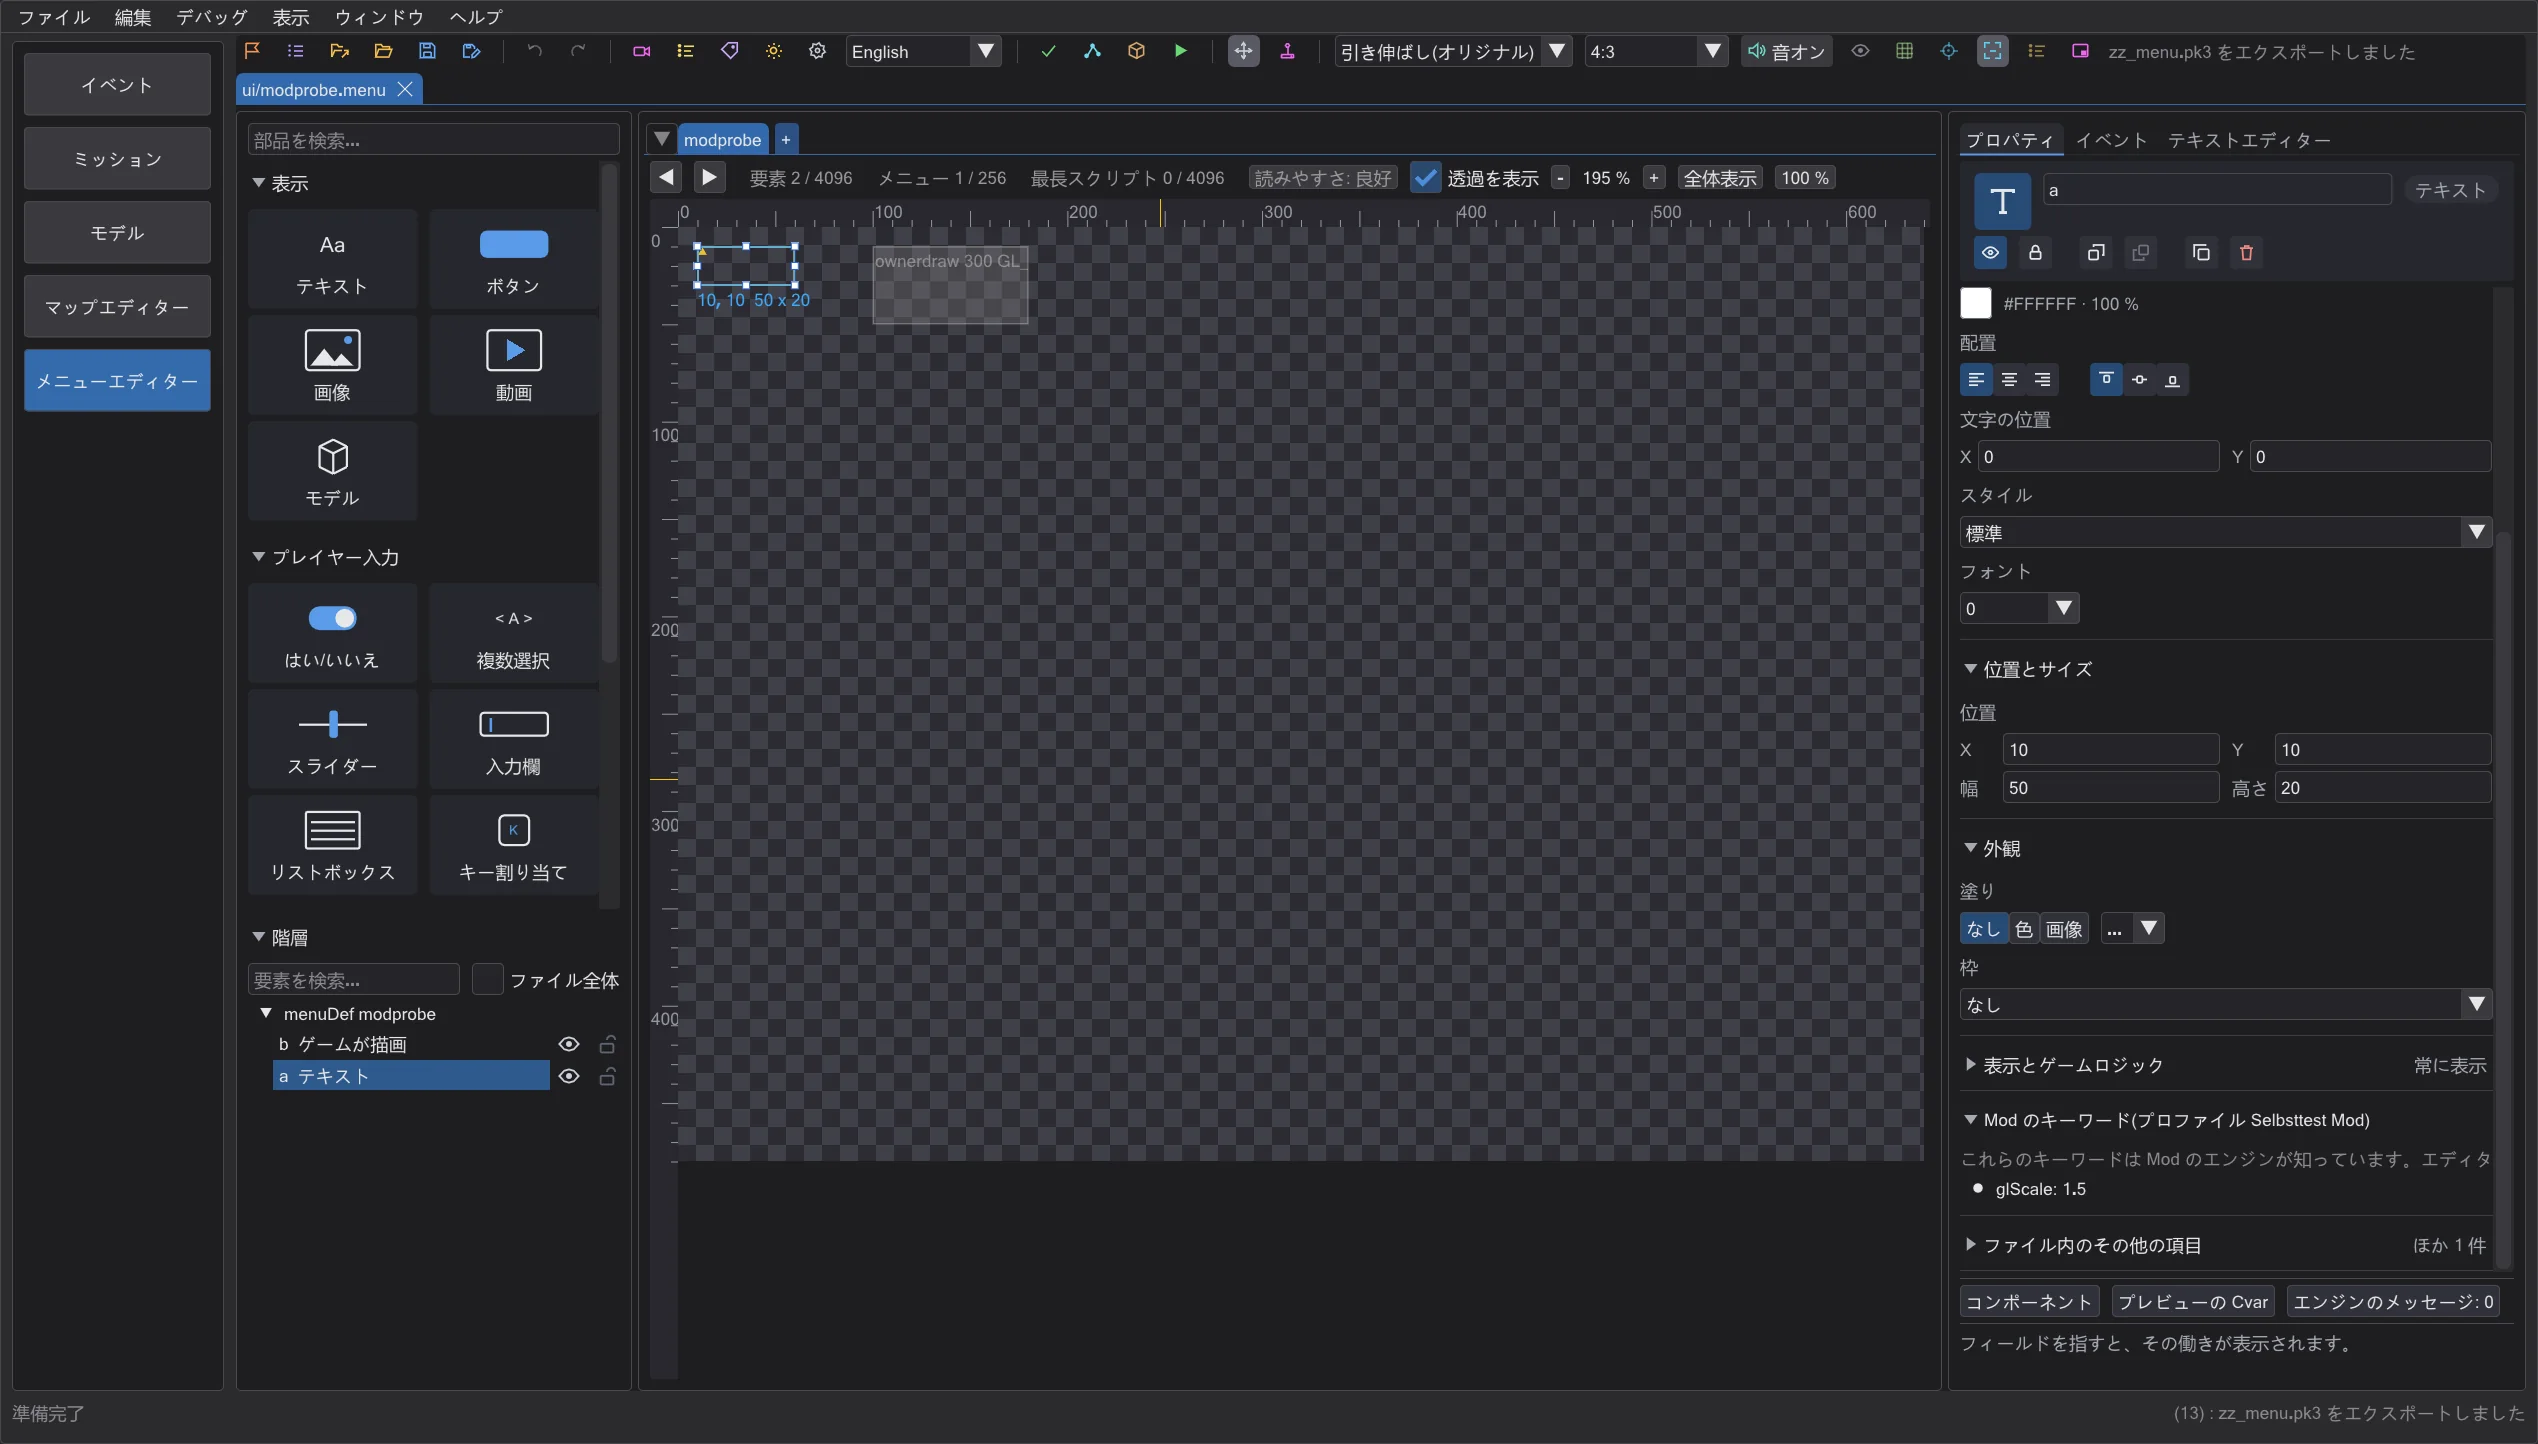 ファイル 編集 デバッグ 表示 ウィンドウ ヘルプ
English 引き伸ばし(オリジナル) 4:3 音オン zz_menu.pk3 をエクスポートしました
イベント
ミッション
モデル
マップエディター
メニューエディター
ui/modprobe.menu
部品を検索...
表示
Aa
テキスト ボタン
画像 動画
モデル
プレイヤー入力
< A >
はい/いいえ 複数選択
スライダー 入力欄
K
リストボックス キー割り当て
階層
要素を検索... ファイル全体
menuDef modprobe
b ゲームが描画
a テキスト
modprobe +
要素 2 / 4096 メニュー 1 / 256 最長スクリプト 0 / 4096 読みやすさ: 良好 透過を表示 - 195 % + 全体表示 100 %
0 100 200 300 400 500 600
0
100
200
300
400
ownerdraw 300 GL_
10, 10 50 x 20
プロパティ イベント テキストエディター
T a テキスト
#FFFFFF · 100 %
配置
文字の位置
X 0 Y 0
スタイル
標準
フォント
0
位置とサイズ
位置
X 10 Y 10
幅 50 高さ 20
外観
塗り
なし 色 画像 ...
枠
なし
表示とゲームロジック 常に表示
Mod のキーワード(プロファイル Selbsttest Mod)
これらのキーワードは Mod のエンジンが知っています。エディタ
glScale: 1.5
ファイル内のその他の項目 ほか 1 件
コンポーネント プレビューの Cvar エンジンのメッセージ: 0
フィールドを指すと、その働きが表示されます。
準備完了
(13) : zz_menu.pk3 をエクスポートしました